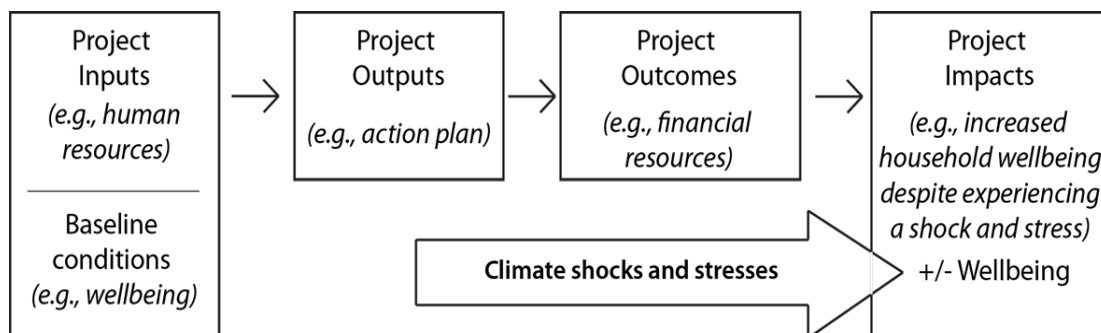 Project
Inputs
(e.g., human
resources)
Baseline
conditions
(e.g., wellbeing)
Project
Outputs
(e.g., action plan)
Project
Outcomes
(e.g., financial
resources)
Project
Impacts
(e.g., increased
household wellbeing
despite experiencing
a shock and stress)
+/- Wellbeing
Climate shocks and stresses